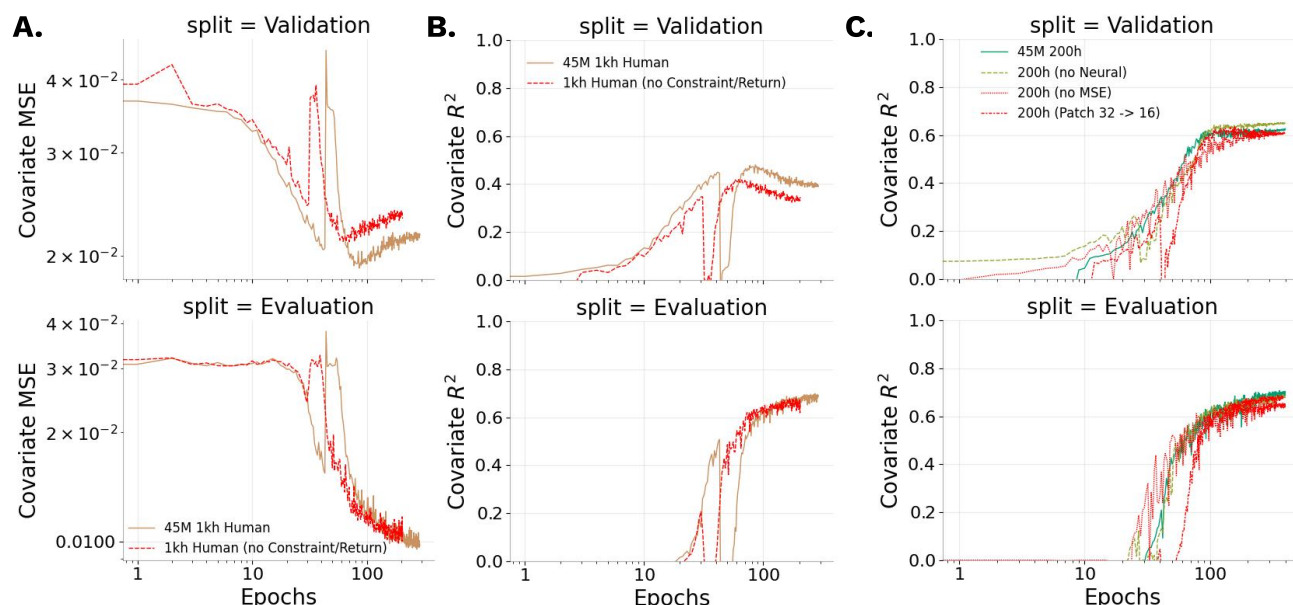 A.
split = Validation
Covariate MSE
4 × 10⁻²
3 × 10⁻²
2 × 10⁻²
split = Evaluation
Covariate MSE
4 × 10⁻²
3 × 10⁻²
2 × 10⁻²
0.0100
45M 1kh Human
1kh Human (no Constraint/Return)
1
10
100
Epochs
B.
split = Validation
Covariate R²
1.0
0.8
0.6
0.4
0.2
0.0
45M 1kh Human
1kh Human (no Constraint/Return)
split = Evaluation
Covariate R²
1.0
0.8
0.6
0.4
0.2
0.0
1
10
100
Epochs
C.
split = Validation
Covariate R²
1.0
0.8
0.6
0.4
0.2
0.0
45M 200h
200h (no Neural)
200h (no MSE)
200h (Patch 32 -> 16)
split = Evaluation
Covariate R²
1.0
0.8
0.6
0.4
0.2
0.0
1
10
100
Epochs